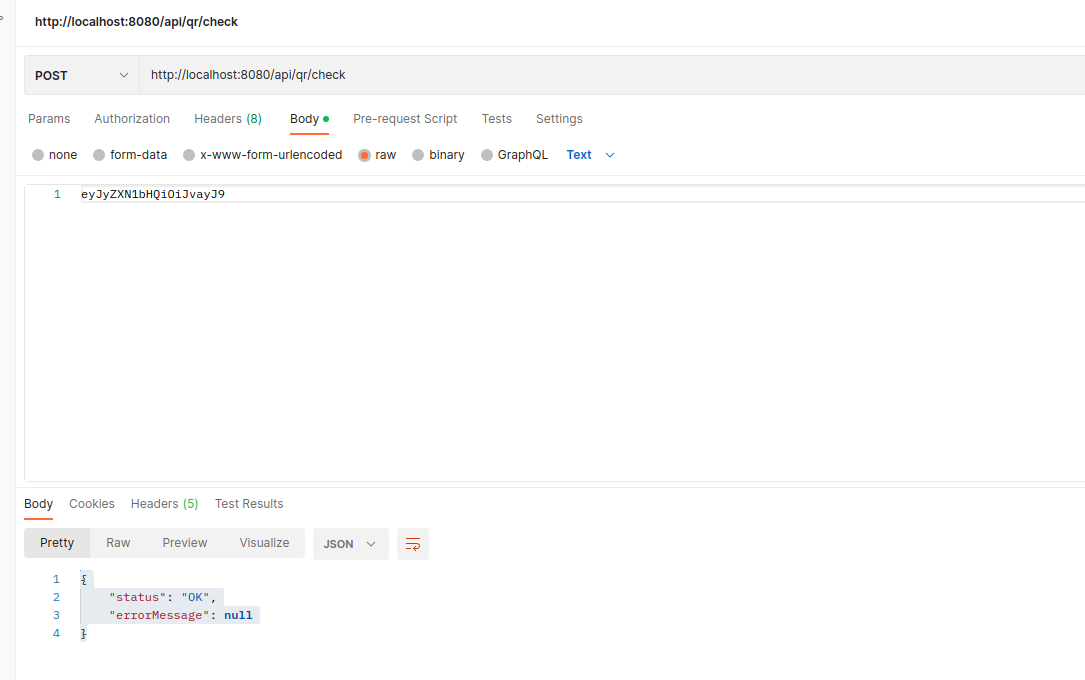 http://localhost:8080/api/qr/check
POST http://localhost:8080/api/qr/check
Params Authorization Headers (8) Body Pre-request Script Tests Settings
none form-data x-www-form-urlencoded raw binary GraphQL Text
1 eyJyZXN1bHQiOiJvayJ9
Body Cookies Headers (5) Test Results
Pretty Raw Preview Visualize JSON
1 {
2 "status": "OK",
3 "errorMessage": null
4 }